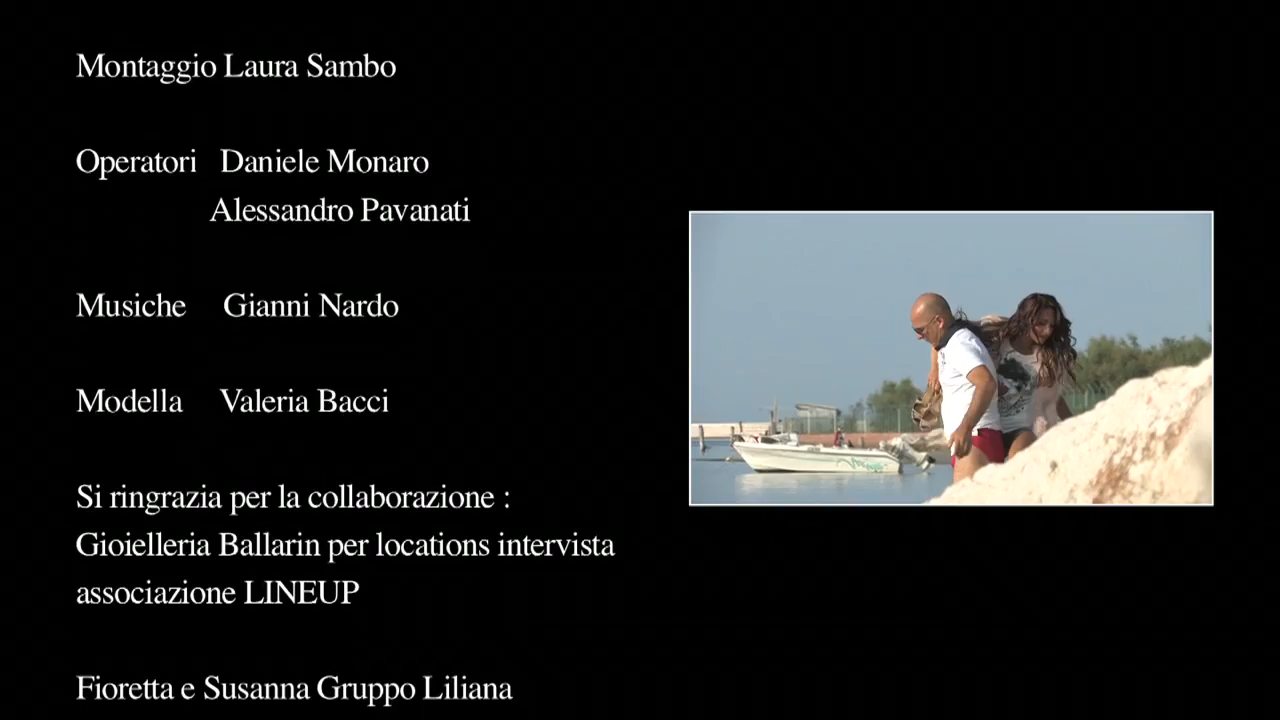 Montaggio Laura Sambo
Operatori Daniele Monaro
Alessandro Pavanati
Musiche Gianni Nardo
Modella Valeria Bacci
Si ringrazia per la collaborazione :
Gioielleria Ballarin per locations intervista
associazione LINEUP
Fioretta e Susanna Gruppo Liliana